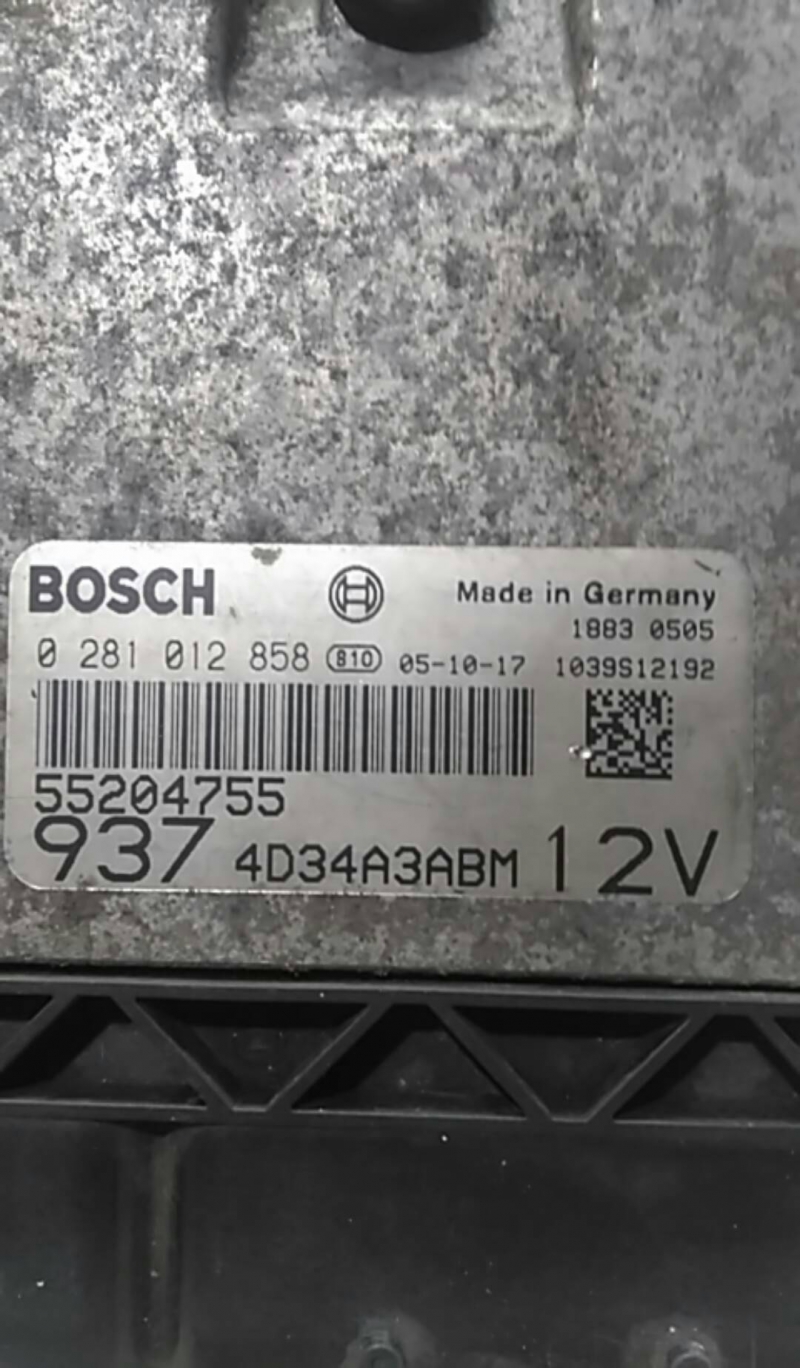 BOSCH Made in Germany
1883 0505
0 281 012 858 810 05-10-17 1039S12192
55204755
937 4D34A3ABM 12V